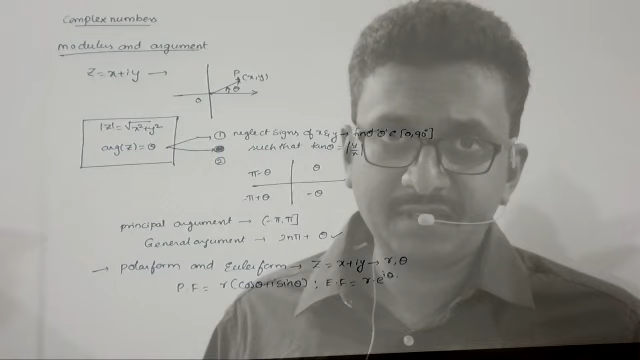 Complex numbers
modulus and argument
z = x+iy →
P (x,y)
θ
O
|z| = √x²+y²
arg(z) = θ
① neglect signs of x & y → find θ ∈ [0,90°]
such that tanθ = |y/x|
②
π-θ θ
-π+θ -θ
principal argument → (-π, π]
General argument → 2nπ + θ ✓
→ polarform and Eulerform → z = x+iy → r, θ
P.F = r(cosθ+isinθ) ; E.F = r·e^iθ.